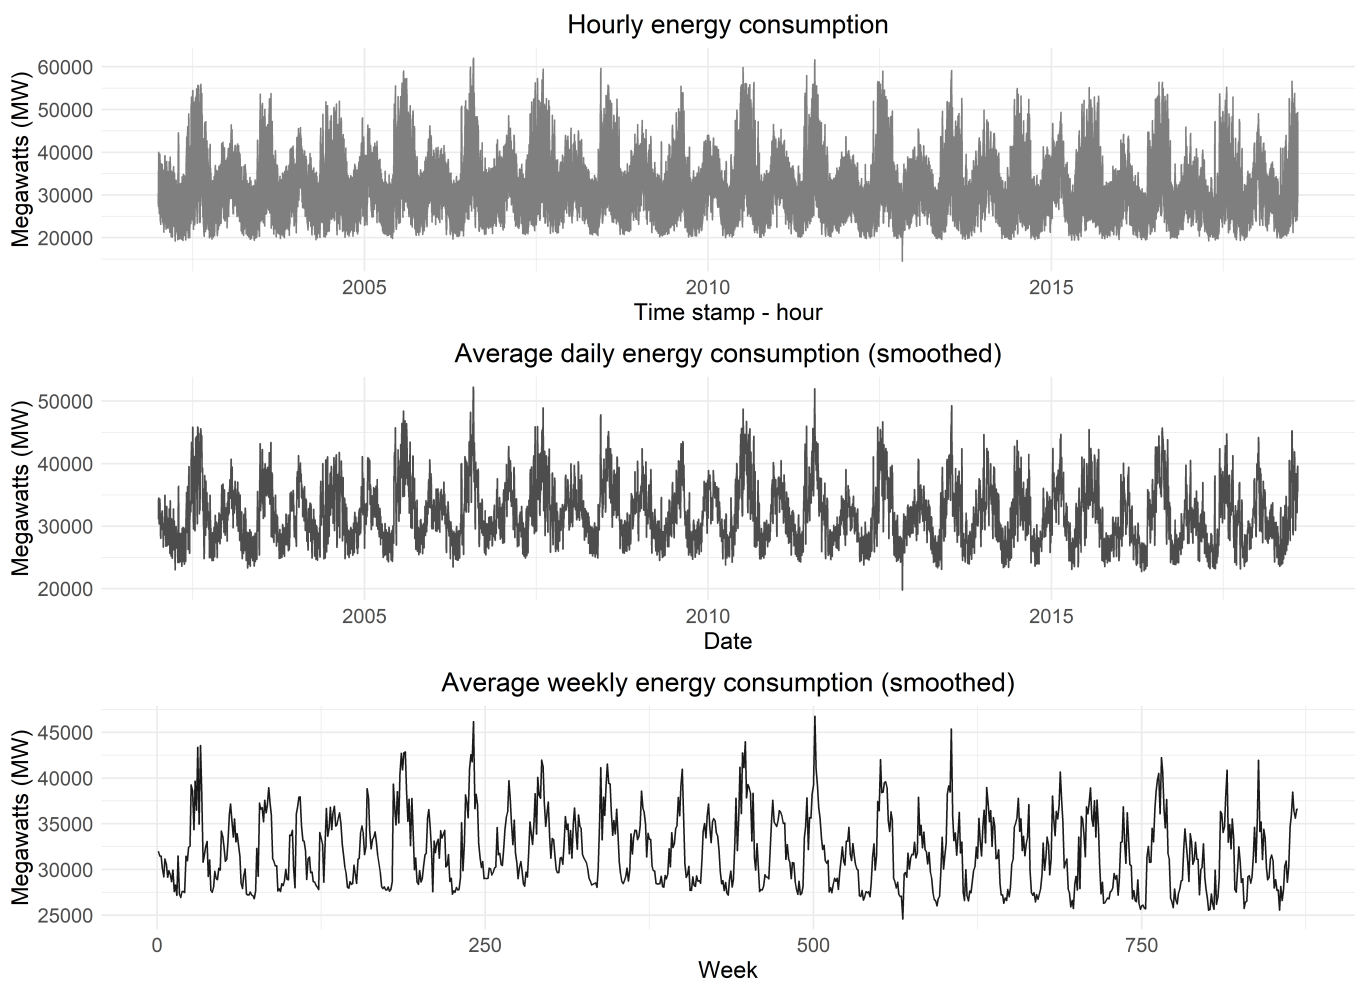 Hourly energy consumption
Megawatts (MW)
60000
50000
40000
30000
20000
2005
2010
2015
Time stamp - hour
Average daily energy consumption (smoothed)
Megawatts (MW)
50000
40000
30000
20000
2005
2010
2015
Date
Average weekly energy consumption (smoothed)
Megawatts (MW)
45000
40000
35000
30000
25000
0
250
500
750
Week